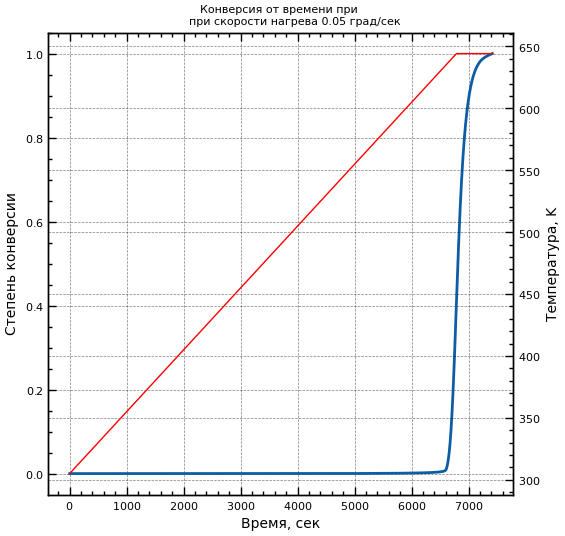 Конверсия от времени при
при скорости нагрева 0.05 град/сек
1.0
0.8
0.6
0.4
0.2
0.0
Степень конверсии
650
600
550
500
450
400
350
300
Температура, K
0 1000 2000 3000 4000 5000 6000 7000
Время, сек